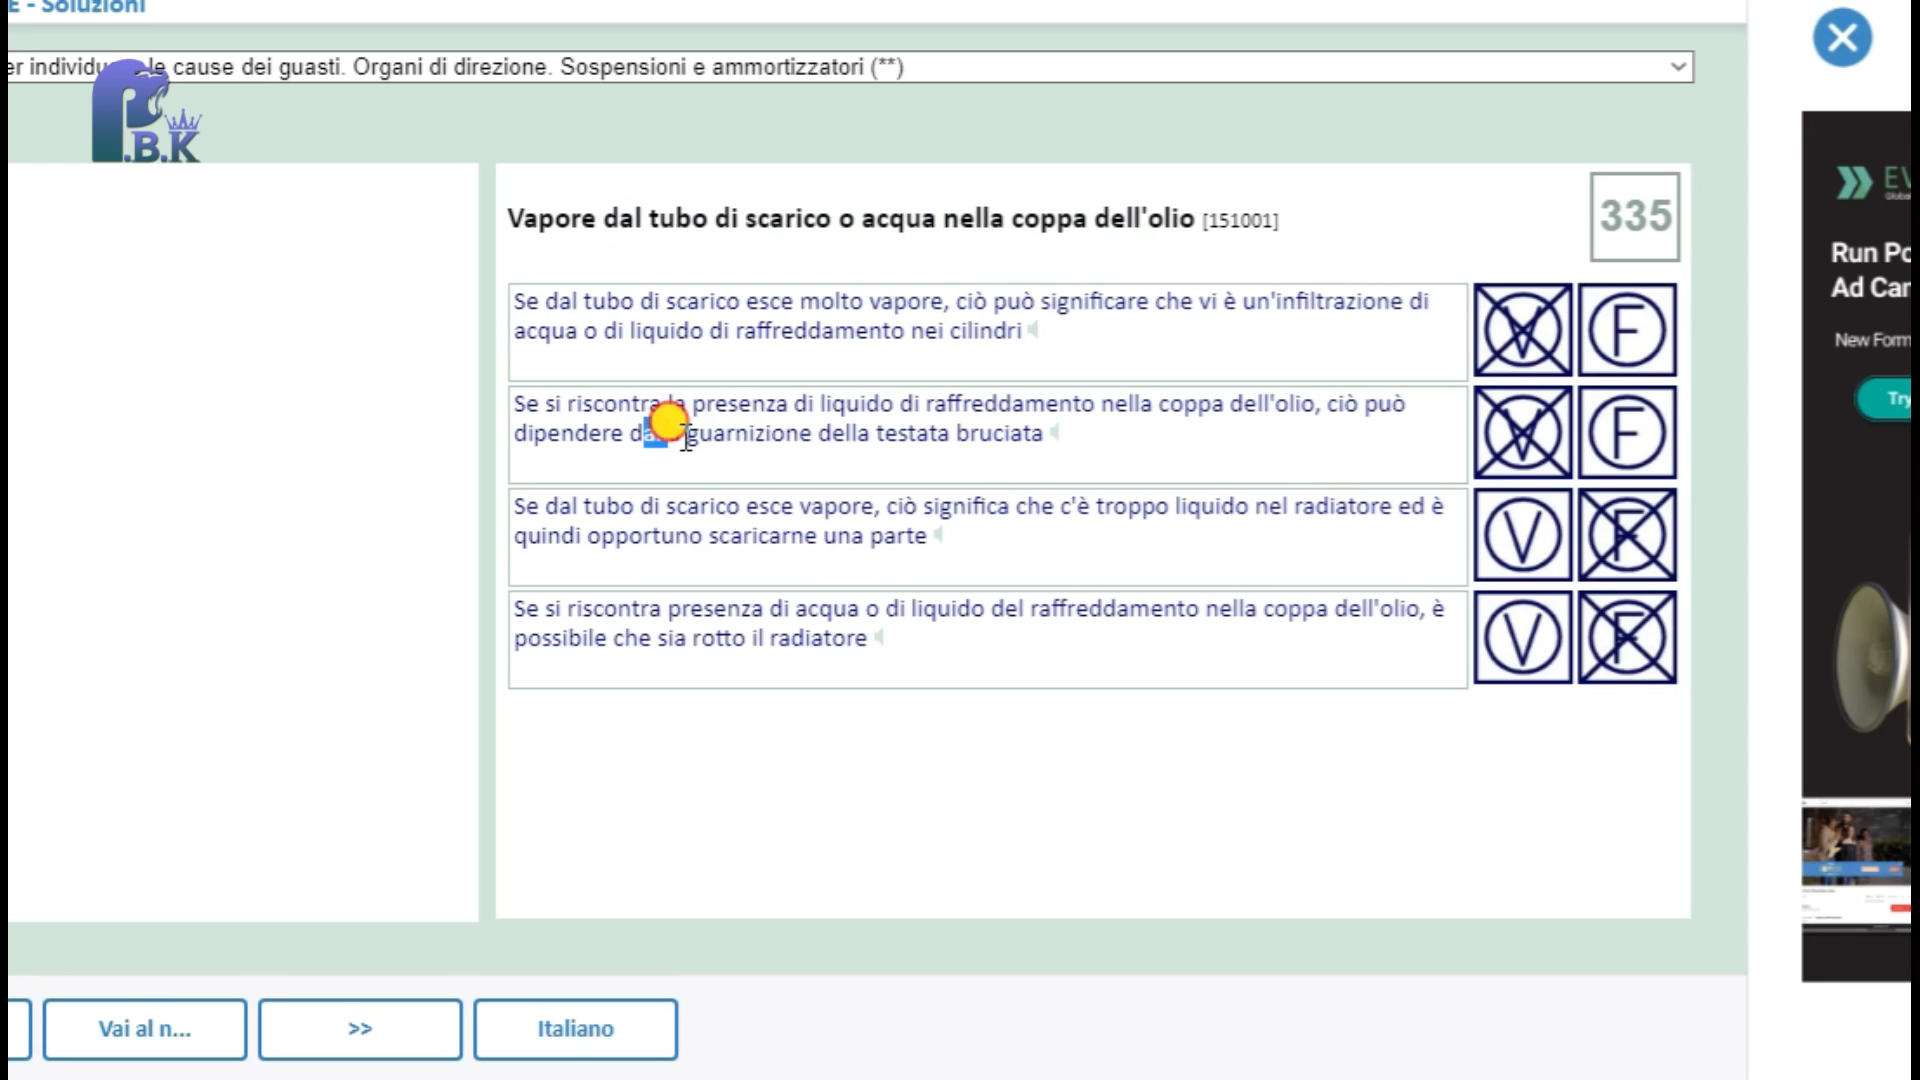 E - Soluzioni
er individu le cause dei guasti. Organi di direzione. Sospensioni e ammortizzatori (**)
P.B.K
Vapore dal tubo di scarico o acqua nella coppa dell'olio [151001]
335
Se dal tubo di scarico esce molto vapore, ciò può significare che vi è un'infiltrazione di
acqua o di liquido di raffreddamento nei cilindri
V F
Se si riscontra la presenza di liquido di raffreddamento nella coppa dell'olio, ciò può
dipendere guarnizione della testata bruciata
V F
Se dal tubo di scarico esce vapore, ciò significa che c'è troppo liquido nel radiatore ed è
quindi opportuno scaricarne una parte
V F
Se si riscontra presenza di acqua o di liquido del raffreddamento nella coppa dell'olio, è
possibile che sia rotto il radiatore
V F
Vai al n...
>>
Italiano
EV
Run Po
Ad Car
New Form
Try